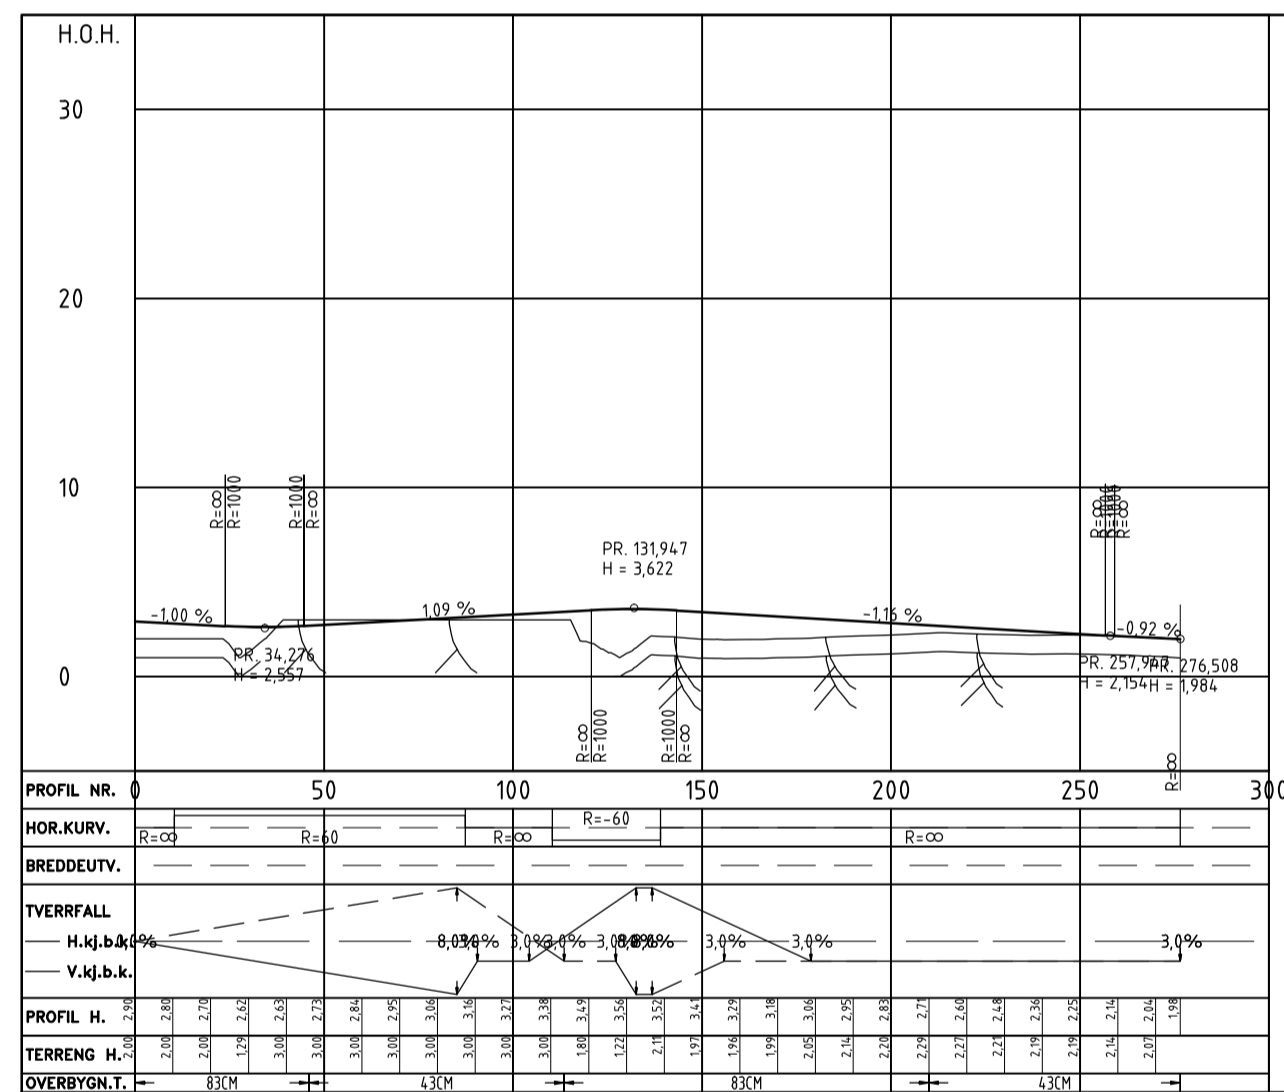 H.O.H.
30
20
10
0
R=∞
R=1000
R=1000
R=∞
R=∞
R=∞
PR. 131,947
H = 3,622
-1,00 %
1,09 %
-1,16 %
-0,92 %
PR. 34,276
H = 2,557
PR. 276,508
H = 2,154
H = 1,984
R=∞
R=1000
R=1000
R=∞
R=∞
PROFIL NR. 0 50 100 150 200 250 300
HOR.KURV. R=∞ R=60 R=∞ R=-60 R=∞
BREDDEUTV.
TVERRFALL
H.kj.b.k. 3,0% 3,0% 3,0% 3,0% 3,0%
V.kj.b.k.
PROFIL H. 2,90 2,80 2,70 2,62 2,63 2,73 2,84 2,95 3,06 3,16 3,27 3,38 3,49 3,56 3,52 3,41 3,29 3,18 3,06 2,95 2,83 2,71 2,60 2,48 2,36 2,25 2,14 2,04 1,98
TERRENG H. 2,00 2,00 2,00 1,29 3,00 3,00 3,00 3,00 3,00 3,00 3,00 3,00 1,80 1,22 2,11 1,97 1,96 1,99 2,05 2,14 2,20 2,29 2,27 2,21 2,19 2,19 2,14 2,07
OVERBYGN.T. 83CM 43CM 83CM 43CM